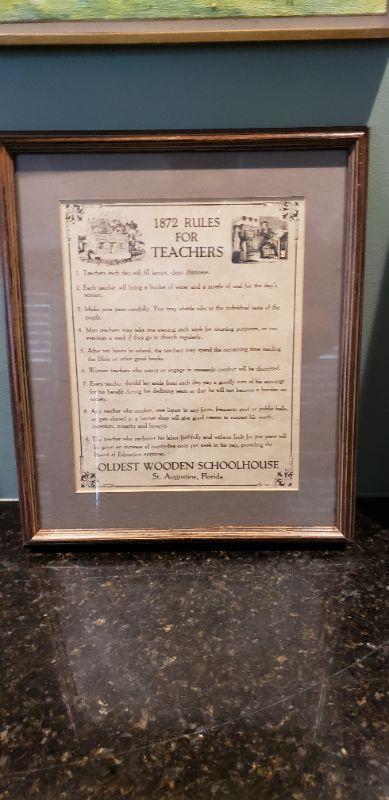 1872 RULES
FOR
TEACHERS
1. Teachers each day will fill lamps, clean chimneys.
2. Each teacher will bring a bucket of water and a scuttle of coal for the day's
session.
3. Make your pens carefully. You may whittle nibs to the individual taste of the
pupils.
4. Men teachers may take one evening each week for courting purposes, or two
evenings a week if they go to church regularly.
5. After ten hours in school, the teachers may spend the remaining time reading
the Bible or other good books.
6. Women teachers who marry or engage in unseemly conduct will be dismissed.
7. Every teacher should lay aside from each day pay a goodly sum of his earnings
for his benefit during his declining years so that he will not become a burden on
society.
8. Any teacher who smokes, uses liquor in any form, frequents pool or public halls,
or gets shaved in a barber shop will give good reason to suspect his worth,
intention, integrity and honesty.
9. The teacher who performs his labor faithfully and without fault for five years will
be given an increase of twenty-five cents per week in his pay, providing the
Board of Education approves.
OLDEST WOODEN SCHOOLHOUSE
St. Augustine, Florida